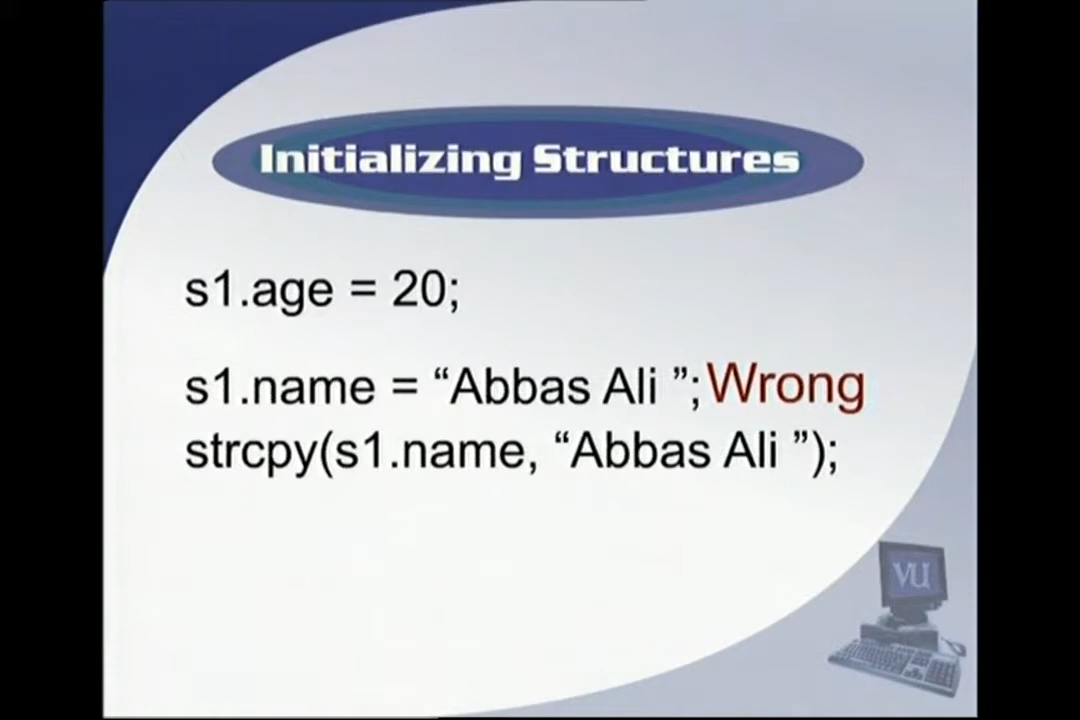 Initializing Structures
s1.age = 20;
s1.name = “Abbas Ali ”;Wrong
strcpy(s1.name, “Abbas Ali ”);
VU